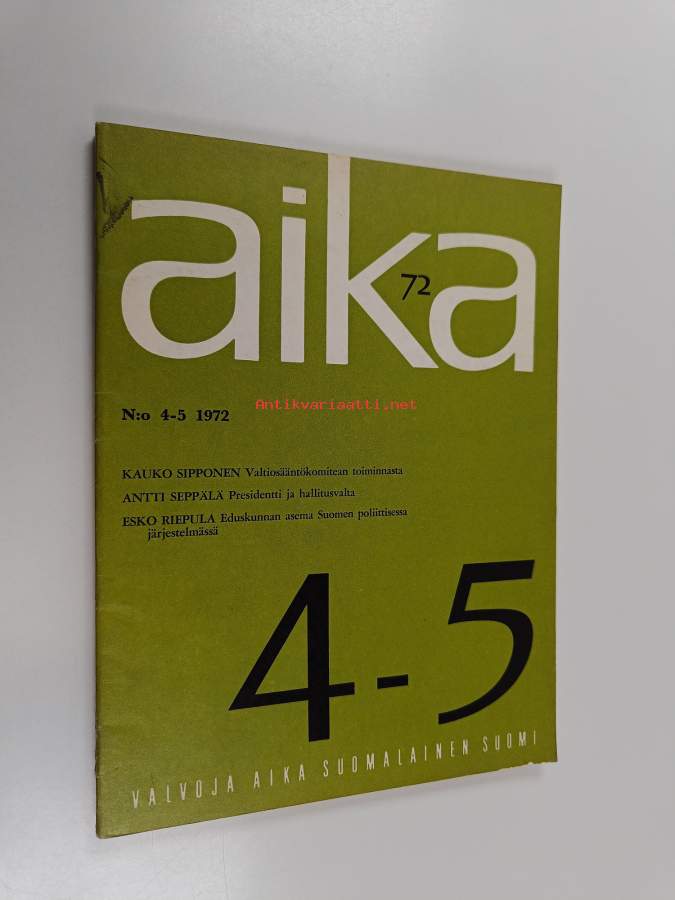 aika
72
N:o 4-5 1972
Antikvariaatti.net
KAUKO SIPPONEN Valtiosääntökomitean toiminnasta
ANTTI SEPPÄLÄ Presidentti ja hallitusvalta
ESKO RIEPULA Eduskunnan asema Suomen poliittisessa
järjestelmässä
4-5
VALVOJA AIKA SUOMALAINEN SUOMI